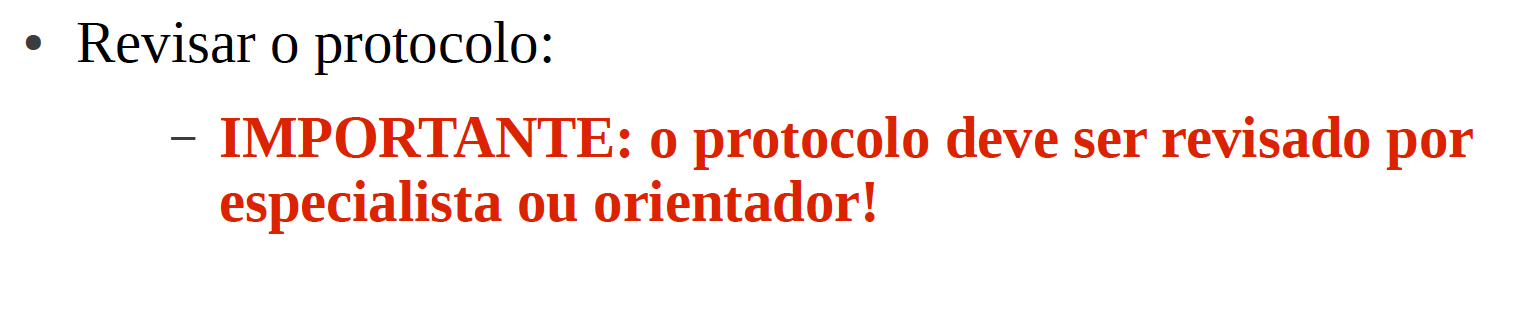 • Revisar o protocolo:
– IMPORTANTE: o protocolo deve ser revisado por
especialista ou orientador!